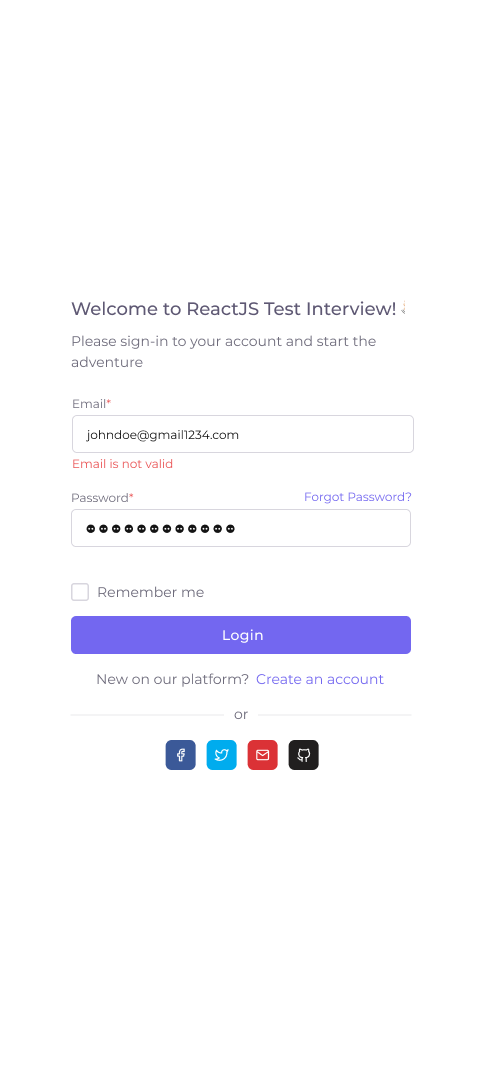 Welcome to ReactJS Test Interview!
Please sign-in to your account and start the
adventure
Email*
johndoe@gmail1234.com
Email is not valid
Password* Forgot Password?
Remember me
Login
New on our platform? Create an account
or